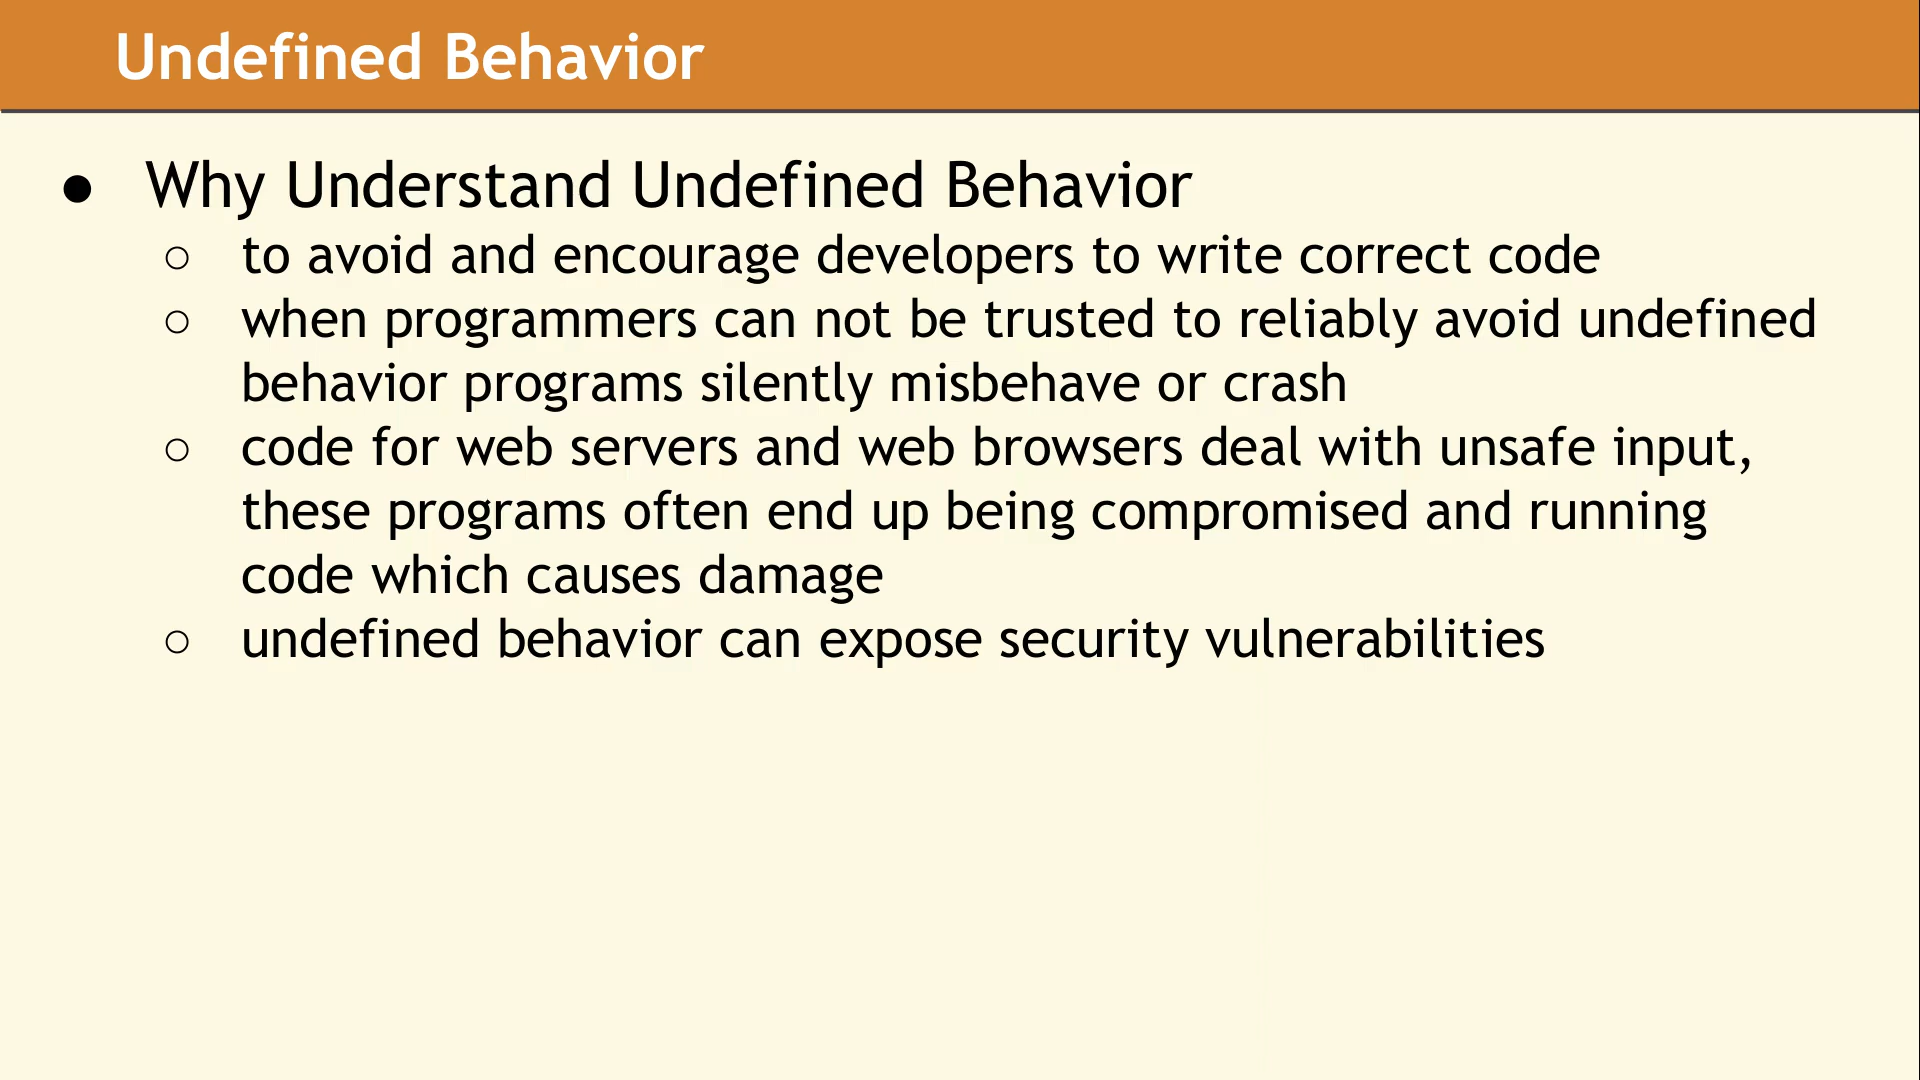 Undefined Behavior
● Why Understand Undefined Behavior
○ to avoid and encourage developers to write correct code
○ when programmers can not be trusted to reliably avoid undefined
behavior programs silently misbehave or crash
○ code for web servers and web browsers deal with unsafe input,
these programs often end up being compromised and running
code which causes damage
○ undefined behavior can expose security vulnerabilities